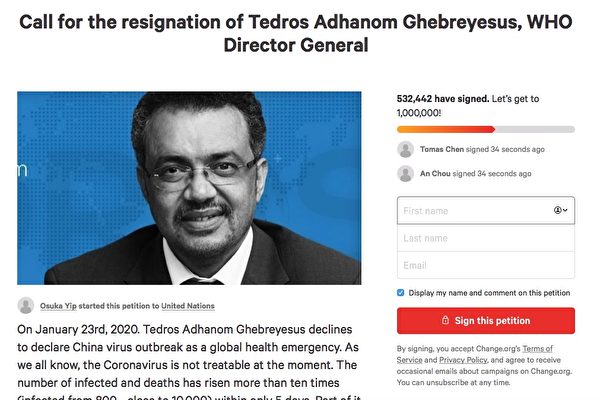 Call for the resignation of Tedros Adhanom Ghebreyesus, WHO
Director General
532,442 have signed. Let's get to
1,000,000!
Tomas Chen signed 34 seconds ago
An Chou signed 34 seconds ago
First name
Last name
Email
Display my name and comment on this petition
Sign this petition
By signing, you accept Change.org's Terms of
Service and Privacy Policy, and agree to receive
occasional emails about campaigns on Change.org.
You can unsubscribe at any time.
Osuka Yip started this petition to United Nations
On January 23rd, 2020. Tedros Adhanom Ghebreyesus declines
to declare China virus outbreak as a global health emergency. As
we all know, the Coronavirus is not treatable at the moment. The
number of infected and deaths has risen more than ten times
(infected from 800 close to 10,000) within only 5 days. Part of it